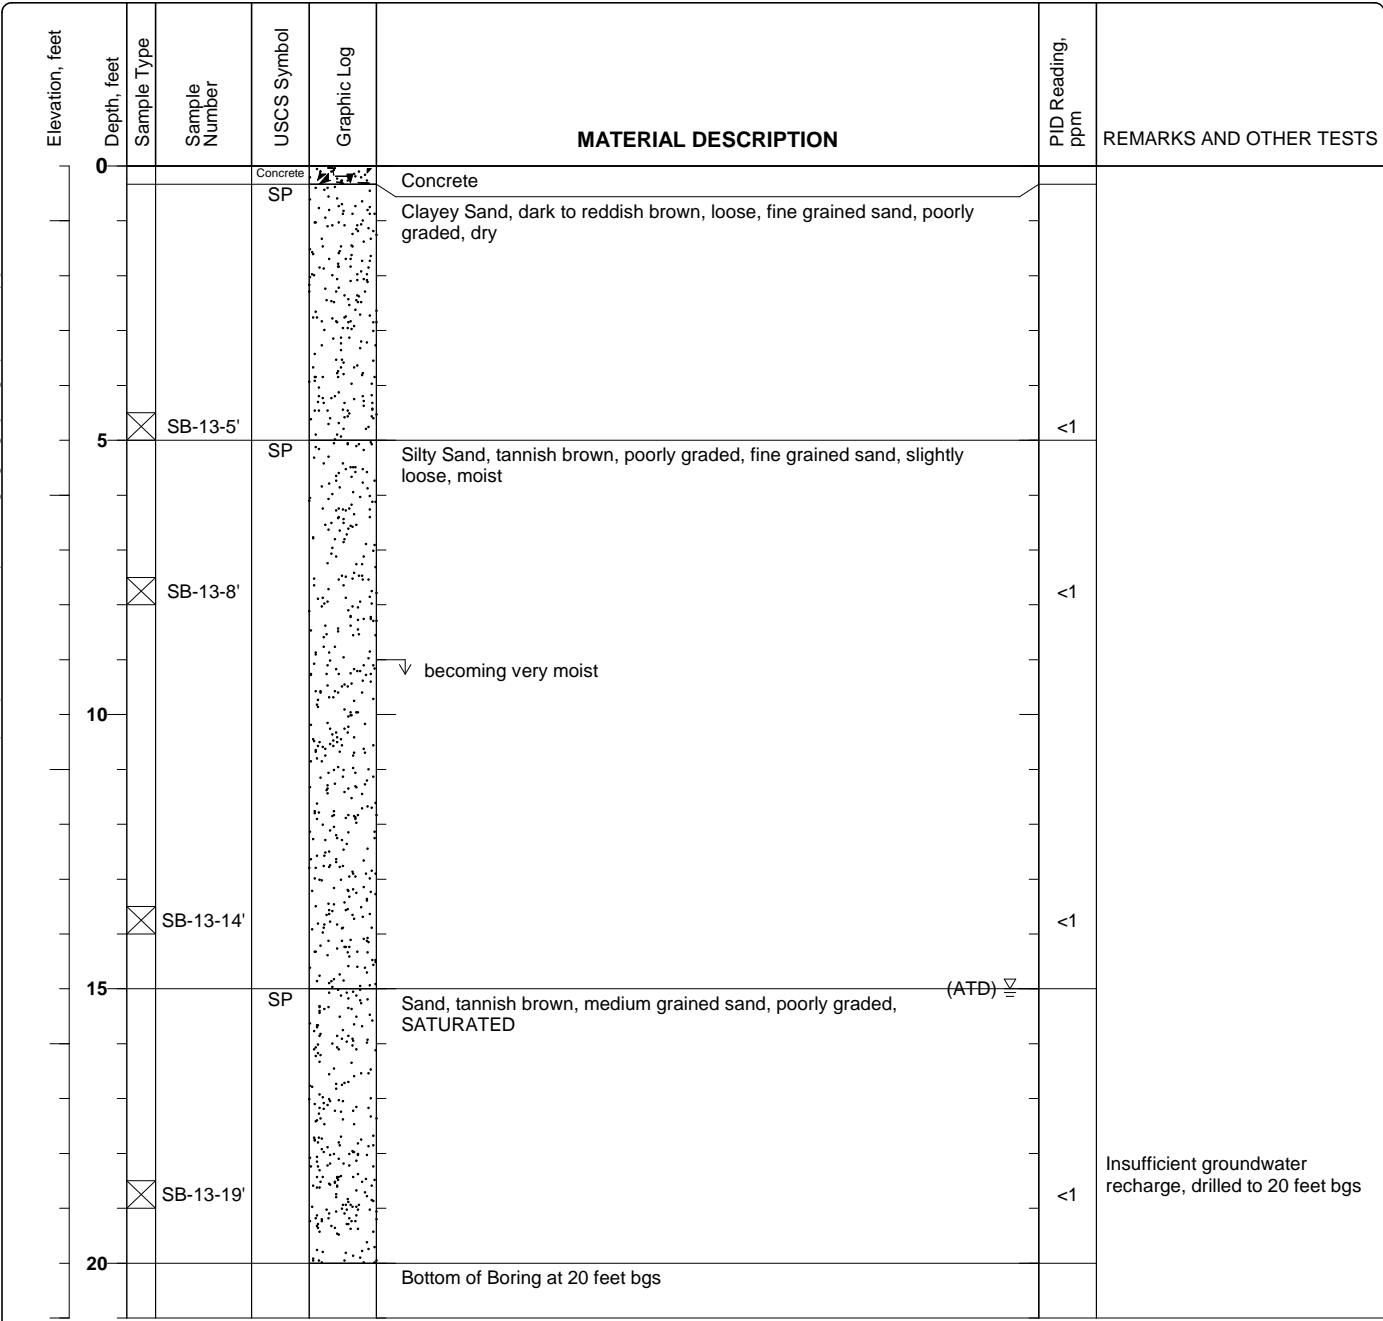 Elevation, feet
Depth, feet
Sample Type
Sample
Number
USCS Symbol
Graphic Log
MATERIAL DESCRIPTION
PID Reading,
ppm
REMARKS AND OTHER TESTS
0
Concrete
Concrete
SP
Clayey Sand, dark to reddish brown, loose, fine grained sand, poorly
graded, dry
SB-13-5'
<1
5
SP
Silty Sand, tannish brown, poorly graded, fine grained sand, slightly
loose, moist
SB-13-8'
<1
becoming very moist
10
SB-13-14'
<1
15
(ATD)
SP
Sand, tannish brown, medium grained sand, poorly graded,
SATURATED
Insufficient groundwater
recharge, drilled to 20 feet bgs
SB-13-19'
<1
20
Bottom of Boring at 20 feet bgs